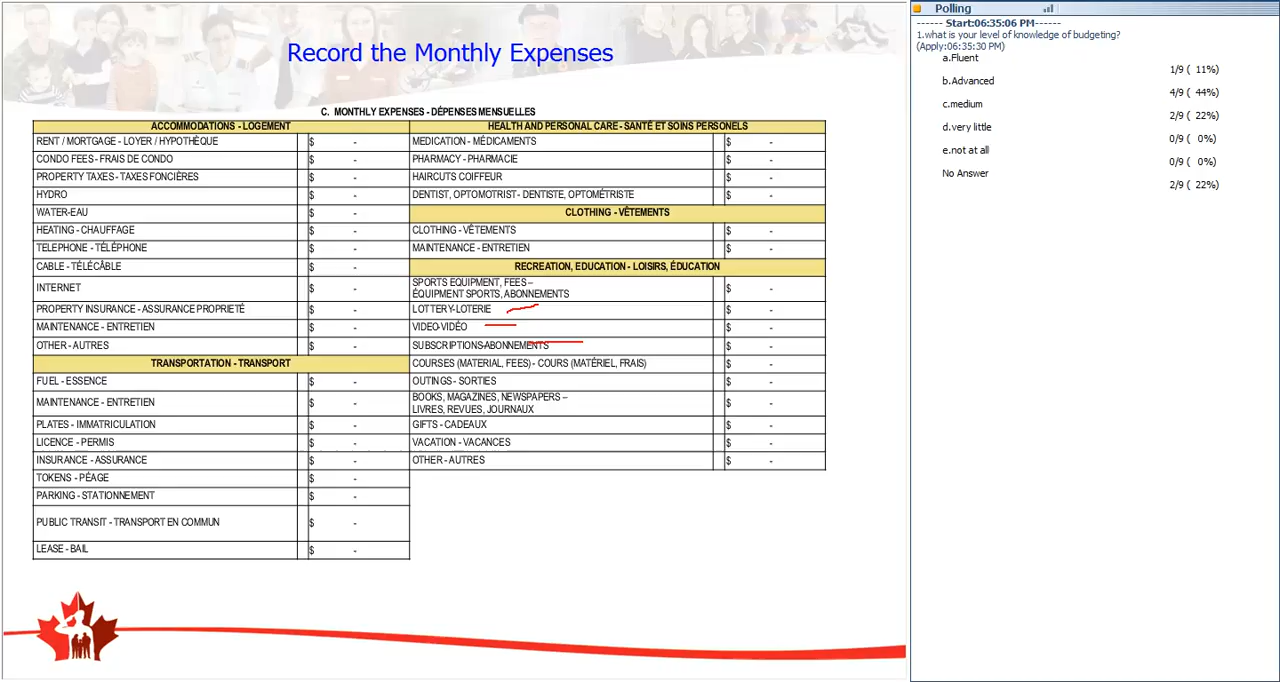 Record the Monthly Expenses
C. MONTHLY EXPENSES - DÉPENSES MENSUELLES
ACCOMMODATIONS - LOGEMENT
RENT / MORTGAGE - LOYER / HYPOTHÈQUE $ -
CONDO FEES - FRAIS DE CONDO $ -
PROPERTY TAXES - TAXES FONCIÈRES $ -
HYDRO $ -
WATER-EAU $ -
HEATING - CHAUFFAGE $ -
TELEPHONE - TÉLÉPHONE $ -
CABLE - TÉLÉCÂBLE $ -
INTERNET $ -
PROPERTY INSURANCE - ASSURANCE PROPRIETÉ $ -
MAINTENANCE - ENTRETIEN $ -
OTHER - AUTRES $ -
TRANSPORTATION - TRANSPORT
FUEL - ESSENCE $ -
MAINTENANCE - ENTRETIEN $ -
PLATES - IMMATRICULATION $ -
LICENCE - PERMIS $ -
INSURANCE - ASSURANCE $ -
TOKENS - PÉAGE $ -
PARKING - STATIONNEMENT $ -
PUBLIC TRANSIT - TRANSPORT EN COMMUN $ -
LEASE - BAIL $ -
HEALTH AND PERSONAL CARE - SANTÉ ET SOINS PERSONELS
MEDICATION - MÉDICAMENTS $ -
PHARMACY - PHARMACIE $ -
HAIRCUTS COIFFEUR $ -
DENTIST, OPTOMOTRIST - DENTISTE, OPTOMÉTRISTE $ -
CLOTHING - VÊTEMENTS
CLOTHING - VÊTEMENTS $ -
MAINTENANCE - ENTRETIEN $ -
RECREATION, EDUCATION - LOISIRS, ÉDUCATION
SPORTS EQUIPMENT, FEES –
ÉQUIPMENT SPORTS, ABONNEMENTS $ -
LOTTERY-LOTERIE $ -
VIDEO-VIDÉO $ -
SUBSCRIPTIONS-ABONNEMENTS $ -
COURSES (MATERIAL, FEES) - COURS (MATÉRIEL, FRAIS) $ -
OUTINGS - SORTIES $ -
BOOKS, MAGAZINES, NEWSPAPERS –
LIVRES, REVUES, JOURNAUX $ -
GIFTS - CADEAUX $ -
VACATION - VACANCES $ -
OTHER - AUTRES $ -
Polling
------ Start:06:35:06 PM------
1.what is your level of knowledge of budgeting?
(Apply:06:35:30 PM)
a.Fluent
1/9 ( 11%)
b.Advanced
4/9 ( 44%)
c.medium
2/9 ( 22%)
d.very little
0/9 ( 0%)
e.not at all
0/9 ( 0%)
No Answer
2/9 ( 22%)